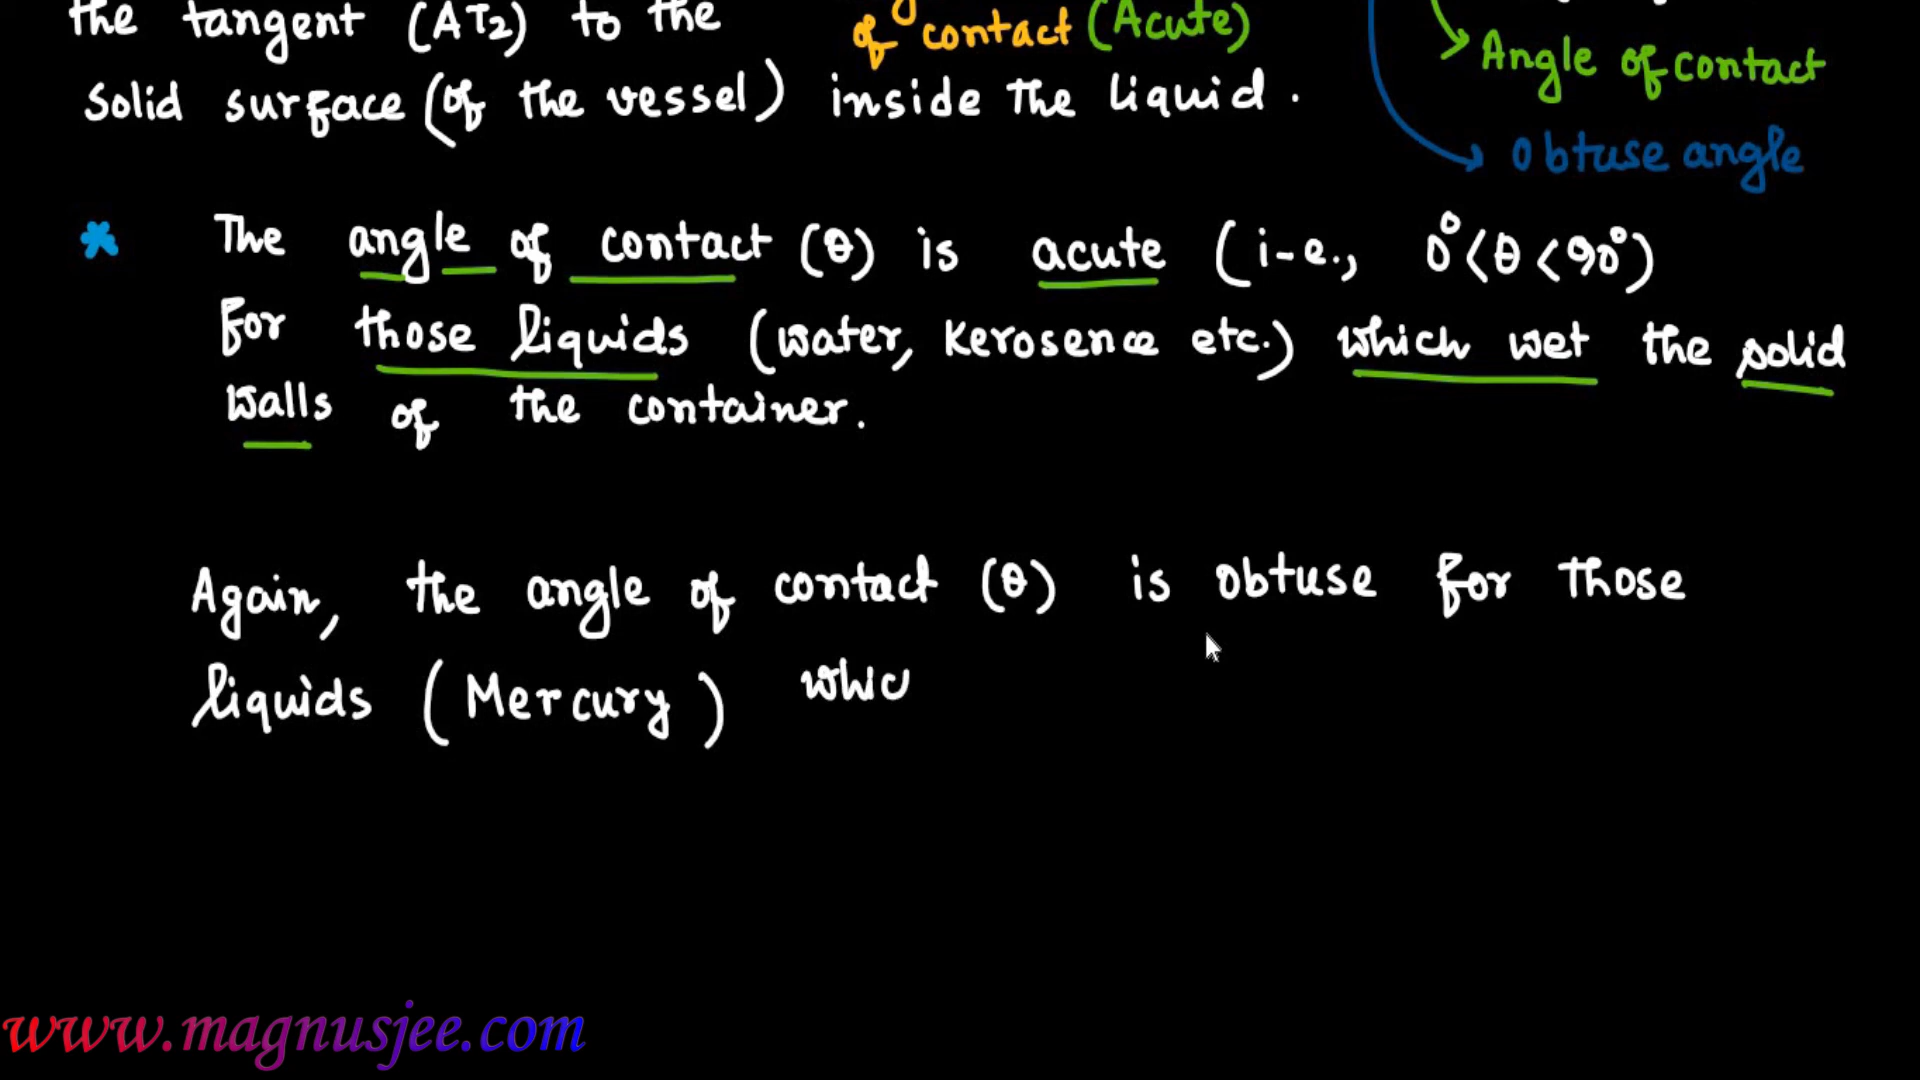 the tangent (AT2) to the
of contact (Acute)
Angle of contact
solid surface (of the vessel) inside the liquid.
Obtuse angle
* The angle of contact (θ) is acute (i-e., 0°<θ<90°)
For those liquids (water, Kerosence etc.) which wet the solid
walls of the container.
Again, the angle of contact (θ) is obtuse for those
liquids (Mercury) whic
www.magnusjee.com